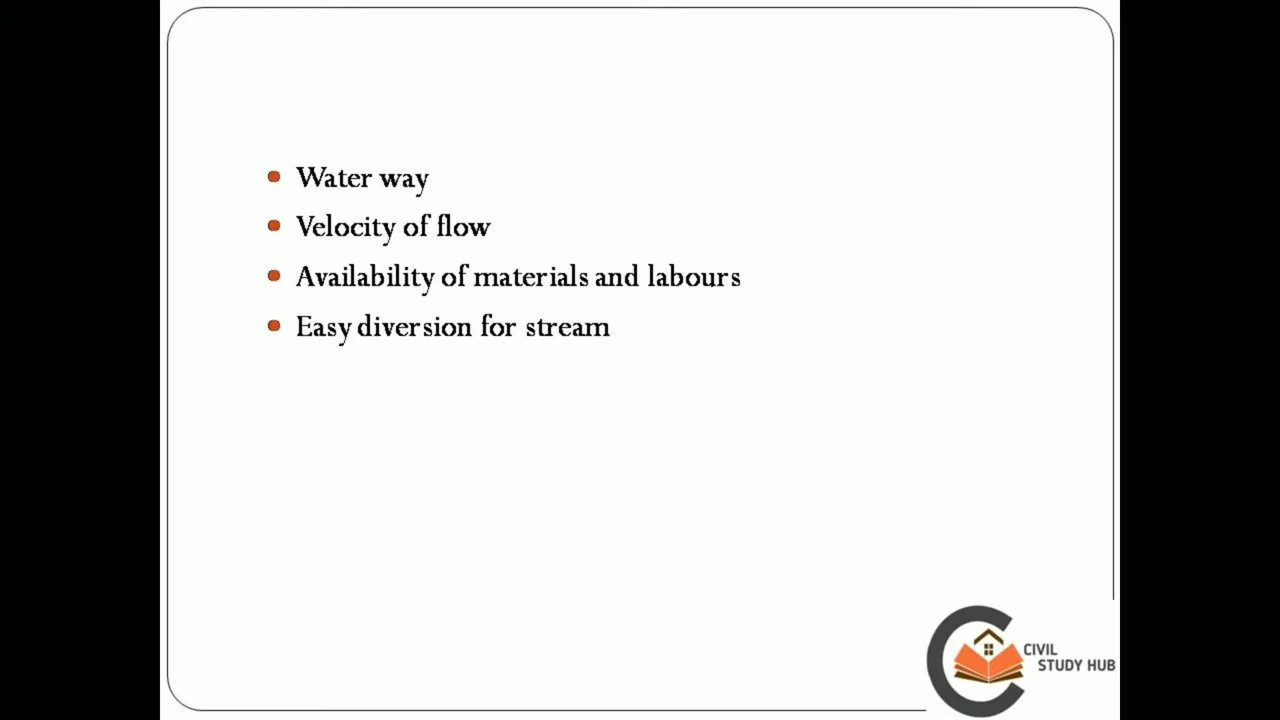 Water way
Velocity of flow
Availability of materials and labours
Easy diversion for stream
CIVIL
STUDY HUB